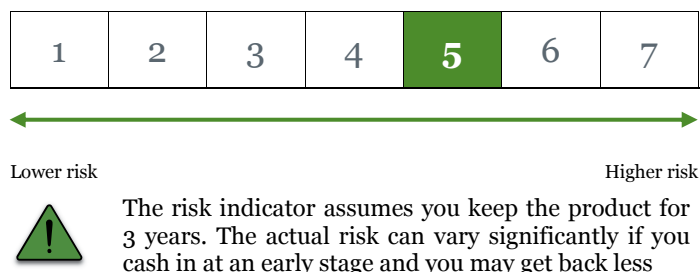 1 2 3 4 5 6 7
Lower risk Higher risk
The risk indicator assumes you keep the product for
3 years. The actual risk can vary significantly if you
cash in at an early stage and you may get back less